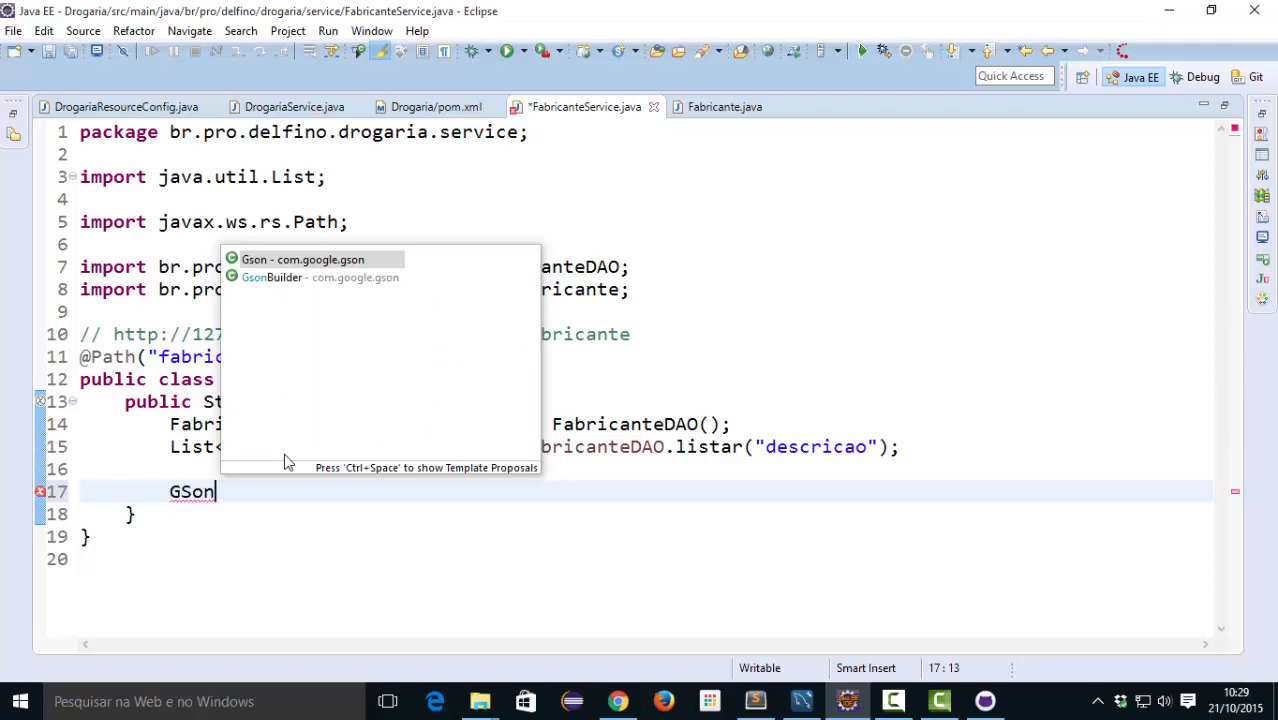 Java EE - Drogaria/src/main/java/br/pro/delfino/drogaria/service/FabricanteService.java - Eclipse
File Edit Source Refactor Navigate Search Project Run Window Help
Quick Access
Java EE
Debug
Git
DrogariaResourceConfig.java
DrogariaService.java
Drogaria/pom.xml
*FabricanteService.java
Fabricante.java
1 package br.pro.delfino.drogaria.service;
2
3 import java.util.List;
4
5 import javax.ws.rs.Path;
6
Gson - com.google.gson
7 import br.pro anteDAO;
GsonBuilder - com.google.gson
8 import br.pro ricante;
9
10 // http://127 bricante
11 @Path("fabric
12 public class
13 public St
14 Fabri FabricanteDAO();
15 List< bricanteDAO.listar("descricao");
16
Press 'Ctrl+Space' to show Template Proposals
17 GSon
18 }
19 }
20
Writable Smart Insert 17 : 13
Pesquisar na Web e no Windows
10:29
21/10/2015